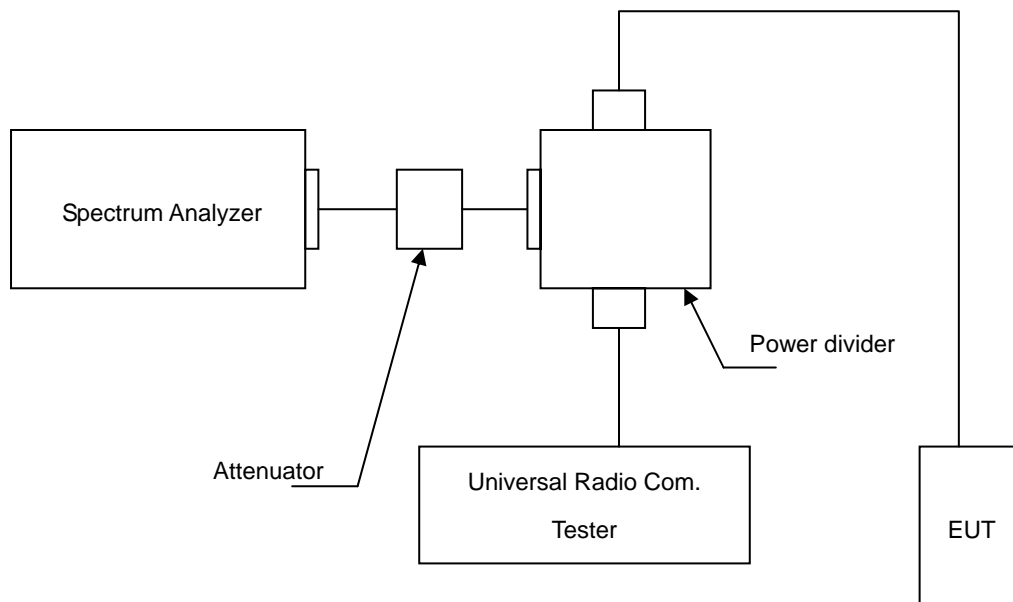 Spectrum Analyzer
Power divider
Attenuator
Universal Radio Com.
Tester
EUT